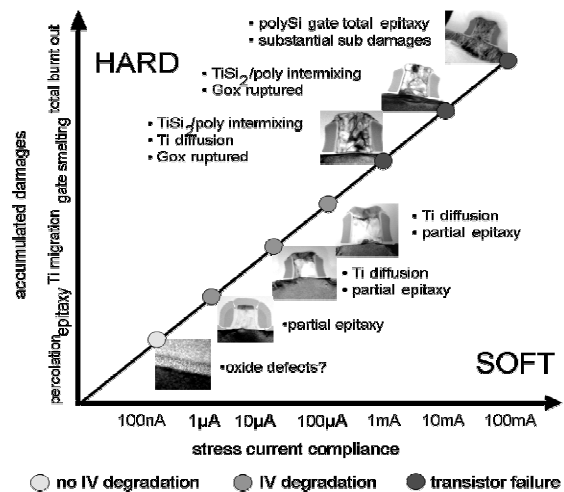 • polySi gate total epitaxy
• substantial sub damages
HARD
• TiSi2/poly intermixing
• Gox ruptured
• TiSi2/poly intermixing
• Ti diffusion
• Gox ruptured
• Ti diffusion
• partial epitaxy
• Ti diffusion
• partial epitaxy
• partial epitaxy
• oxide defects?
SOFT
accumulated damages
percolation epitaxy Ti migration gate smelting total burnt out
100nA 1µA 10µA 100µA 1mA 10mA 100mA
stress current compliance
no IV degradation IV degradation transistor failure